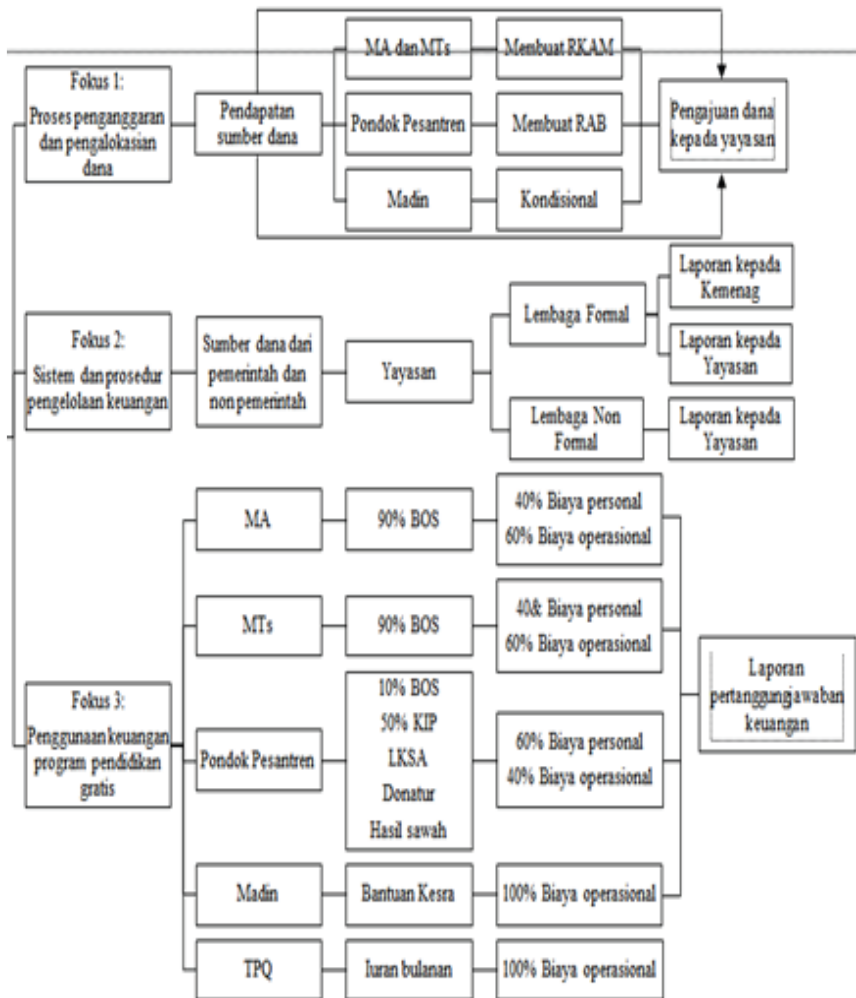 Fokus 1:
Proses penganggaran
dan pengalokasian
dana
Pendapatan
sumber dana
MA dan MTs
Membuat RKAM
Pondok Pesantren
Membuat RAB
Madin
Kondisional
Pengajuan dana
kepada yayasan
Fokus 2:
Sistem dan prosedur
pengelolaan keuangan
Sumber dana dari
pemerintah dan
non pemerintah
Yayasan
Lembaga Formal
Laporan kepada
Kemenag
Laporan kepada
Yayasan
Lembaga Non
Formal
Laporan kepada
Yayasan
Fokus 3:
Penggunaan keuangan
program pendidikan
gratis
MA
90% BOS
40% Biaya personal
60% Biaya operasional
MTs
90% BOS
40& Biaya personal
60% Biaya operasional
Pondok Pesantren
10% BOS
50% KIP
LKSA
Donatur
Hasil sawah
60% Biaya personal
40% Biaya operasional
Madin
Bantuan Kesra
100% Biaya operasional
TPQ
Iuran bulanan
100% Biaya operasional
Laporan
pertanggungjawaban
keuangan